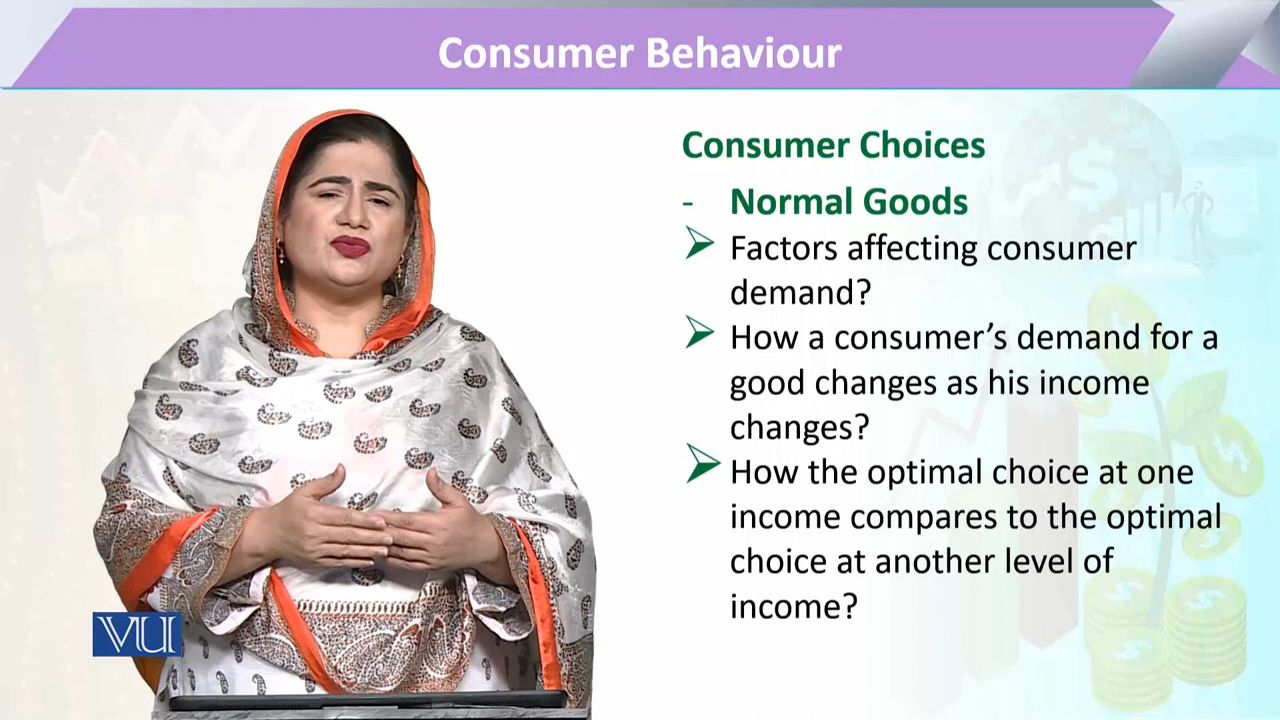 Consumer Behaviour
Consumer Choices
- Normal Goods
Factors affecting consumer
demand?
How a consumer’s demand for a
good changes as his income
changes?
How the optimal choice at one
income compares to the optimal
choice at another level of
income?
VU